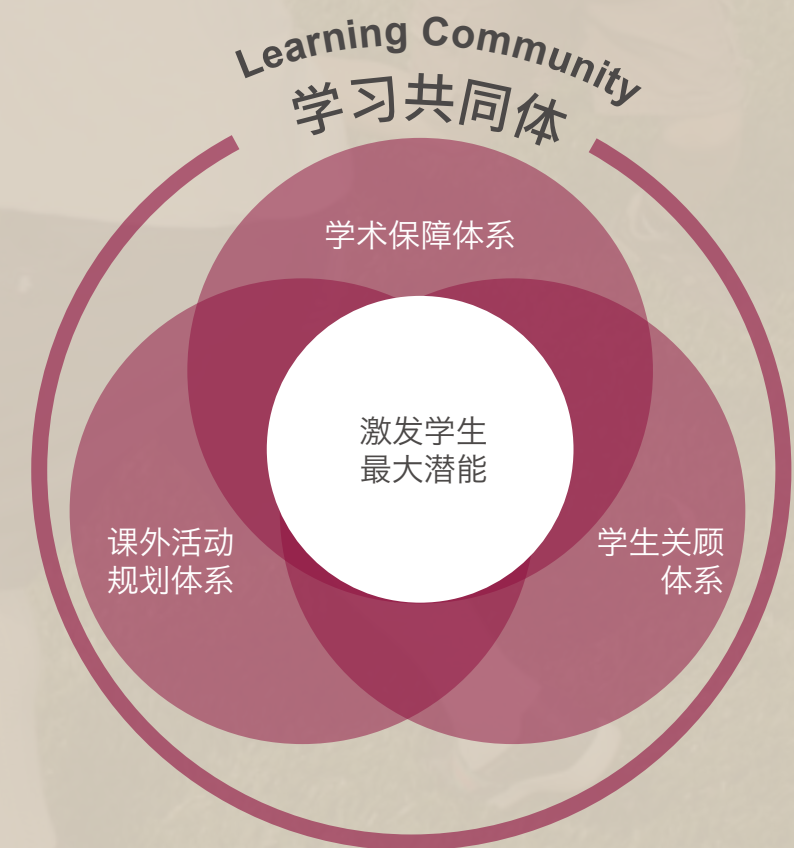 Learning Community
学习共同体
学术保障体系
激发学生
最大潜能
课外活动
规划体系
学生关顾
体系